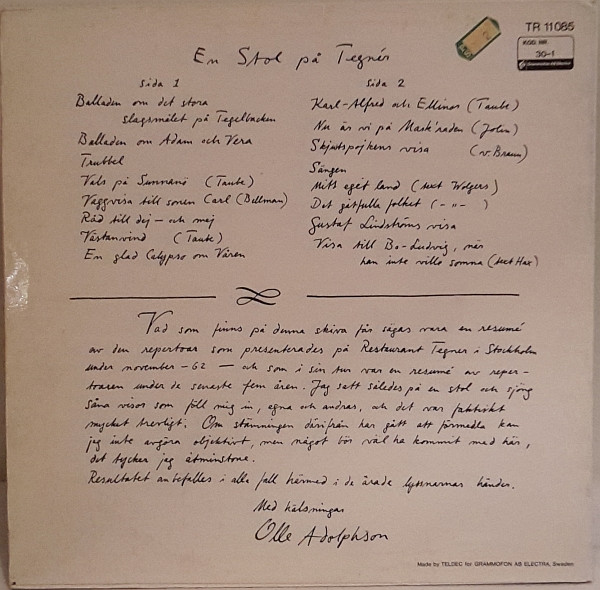 TR 11085
KOD NR
30-1
En Stol på Tegnér
Sida 1
Balladen om det stora
slagsmålet på Tegelbacken
Balladen om Adam och Vera
Trubbel
Vals på Sunnanö (Taube)
Vaggvisa till sonen Carl (Bellman)
Råd till dej – och mej
Västanvind (Taube)
En glad Calypso om Våren
Sida 2
Karl-Alfred och Ellinor (Taube)
Nu är vi på Mask'raden (Jolin)
Skjutspojkens visa (v. Braun)
Sången
Mitt eget land (text Wolgers)
Det gåtfulla folket (– " – )
Gustaf Lindströms visa
Visa till Bo-Ludvig, när
han inte ville somna (text Hax)
Vad som finns på denna skiva får sägas vara en resumé
av den repertoar som presenterades på Restaurant Tegnér i Stockholm
under november – 62 – och som i sin tur var en resumé av reper-
toaren under de senaste fem åren. Jag satt således på en stol och sjöng
såna visor som föll mig in, egna och andras, och det var faktiskt
mycket trevligt. Om stämningen därifrån har gått att förmedla kan
jag inte avgöra objektivt, men något bör väl ha kommit med här,
det tycker jag åtminstone.
Resultatet anbefalles i alla fall härmed i de ärade lyssnarnas händer.
Med hälsningar
Olle Adolphson
Made by TELDEC for GRAMMOFON AB ELECTRA, Sweden